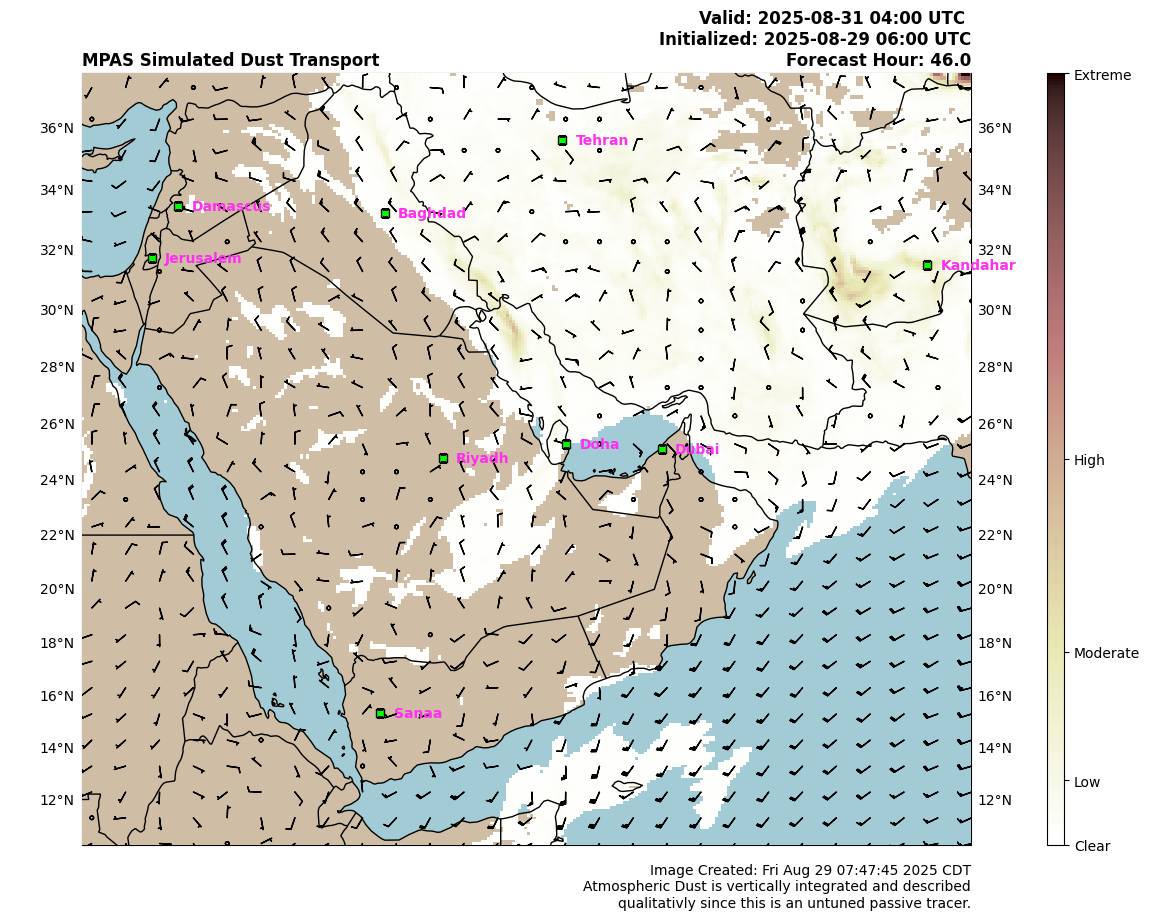 Valid: 2025-08-31 04:00 UTC
Initialized: 2025-08-29 06:00 UTC
MPAS Simulated Dust Transport
Forecast Hour: 46.0
Extreme
High
Moderate
Low
Clear
36°N
34°N
32°N
30°N
28°N
26°N
24°N
22°N
20°N
18°N
16°N
14°N
12°N
36°N
34°N
32°N
30°N
28°N
26°N
24°N
22°N
20°N
18°N
16°N
14°N
12°N
Tehran
Damascus
Baghdad
Jerusalem
Kandahar
Doha
Dubai
Riyadh
Sanaa
Image Created: Fri Aug 29 07:47:45 2025 CDT
Atmospheric Dust is vertically integrated and described
qualitativly since this is an untuned passive tracer.